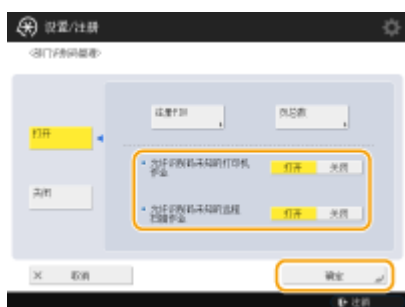 设置/注册
<部门识别码管理>
注册PIN
页总数
打开
允许识别码未知的打印机
作业
打开
关闭
关闭
允许识别码未知的远程
扫描作业
打开
关闭
取消
确定
注销